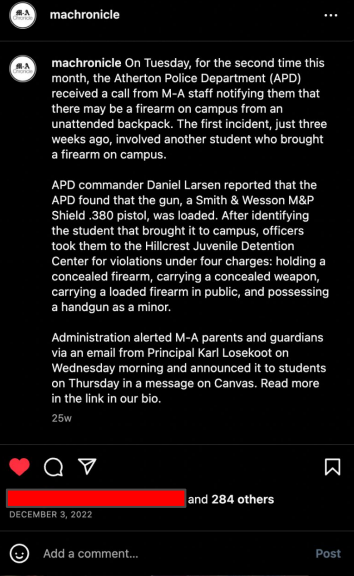 M-A
Chronicle
machronicle
M-A
Chronicle
machronicle On Tuesday, for the second time this
month, the Atherton Police Department (APD)
received a call from M-A staff notifying them that
there may be a firearm on campus from an
unattended backpack. The first incident, just three
weeks ago, involved another student who brought
a firearm on campus.
APD commander Daniel Larsen reported that the
APD found that the gun, a Smith & Wesson M&P
Shield .380 pistol, was loaded. After identifying
the student that brought it to campus, officers
took them to the Hillcrest Juvenile Detention
Center for violations under four charges: holding a
concealed firearm, carrying a concealed weapon,
carrying a loaded firearm in public, and possessing
a handgun as a minor.
Administration alerted M-A parents and guardians
via an email from Principal Karl Losekoot on
Wednesday morning and announced it to students
on Thursday in a message on Canvas. Read more
in the link in our bio.
25w
and 284 others
DECEMBER 3, 2022
Add a comment...
Post